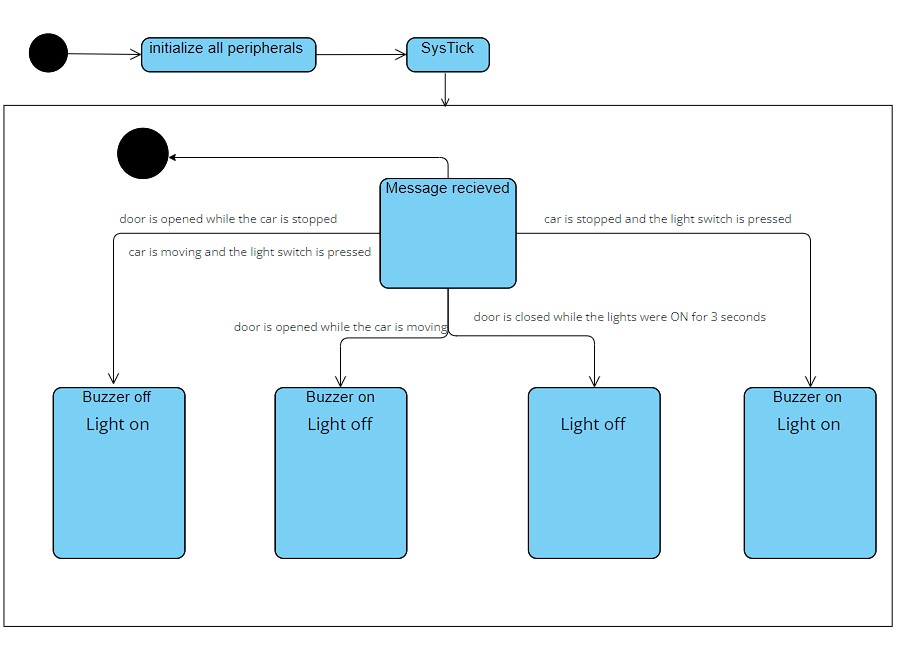 initialize all peripherals
SysTick
Message recieved
door is opened while the car is stopped
car is stopped and the light switch is pressed
car is moving and the light switch is pressed
door is opened while the car is moving
door is closed while the lights were ON for 3 seconds
Buzzer off
Light on
Buzzer on
Light off
Light off
Buzzer on
Light on